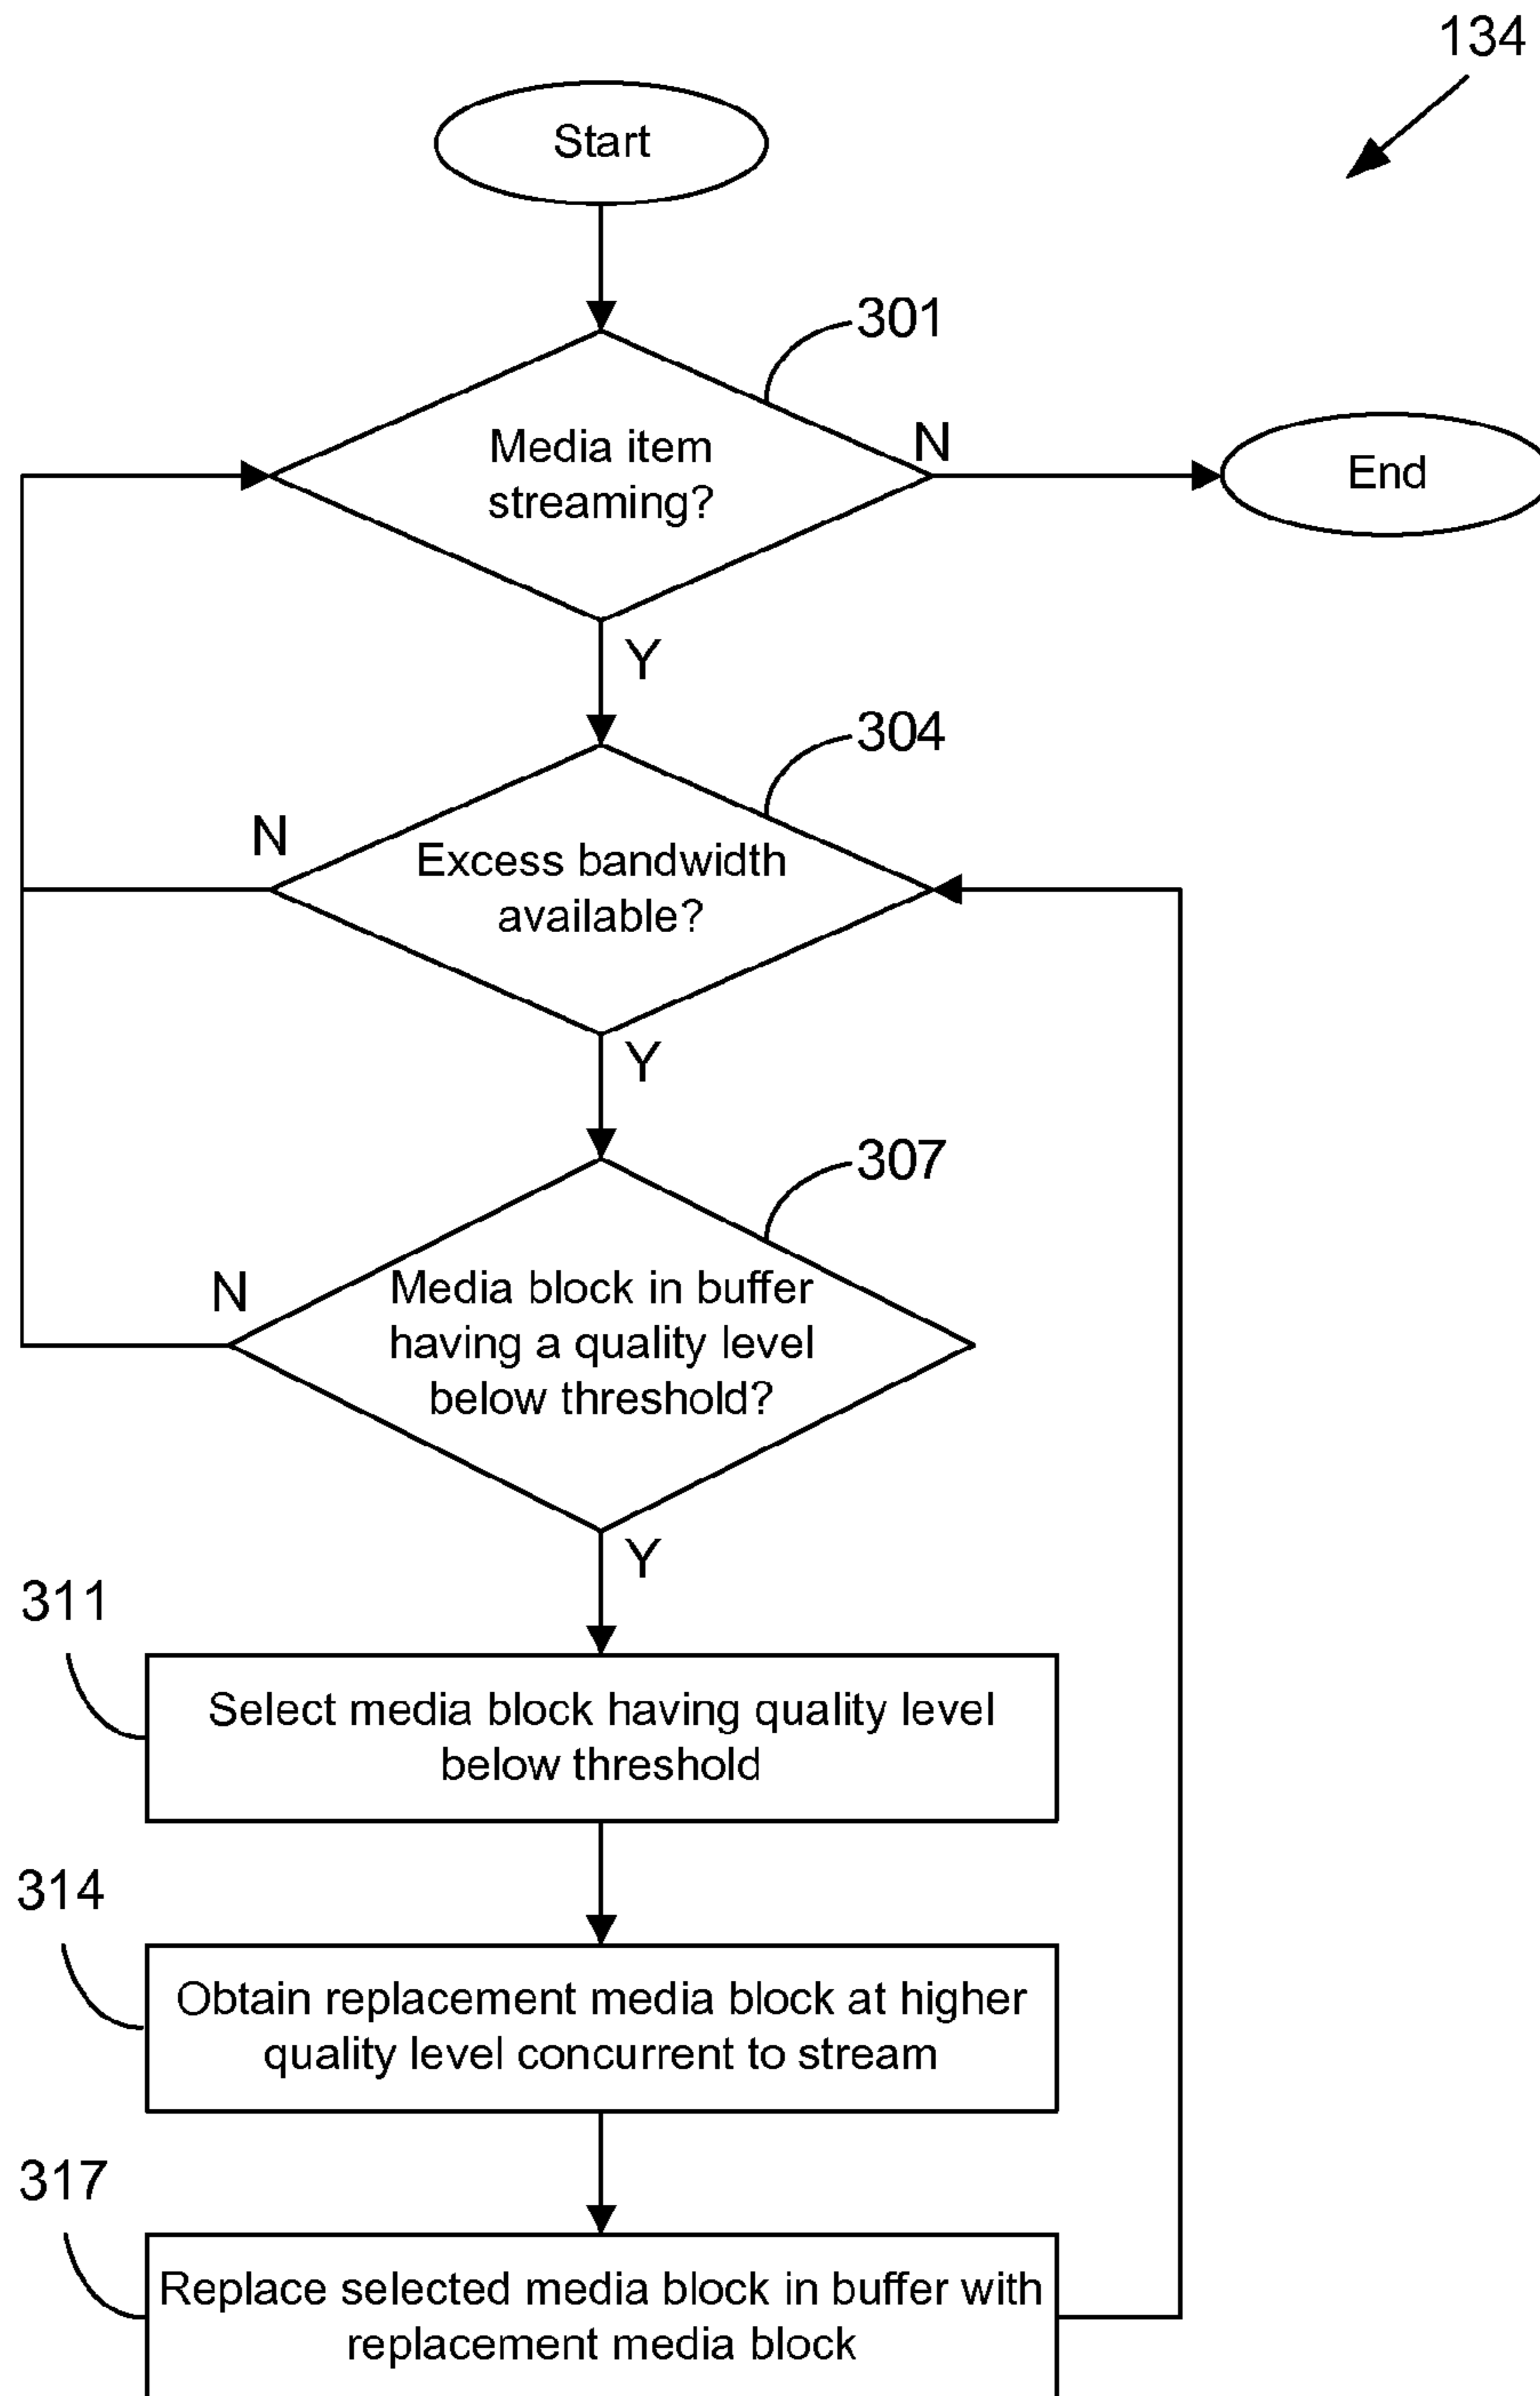 134
Start
301
Media item
streaming?
N
End
Y
304
N
Excess bandwidth
available?
Y
307
N
Media block in buffer
having a quality level
below threshold?
Y
311
Select media block having quality level
below threshold
314
Obtain replacement media block at higher
quality level concurrent to stream
317
Replace selected media block in buffer with
replacement media block